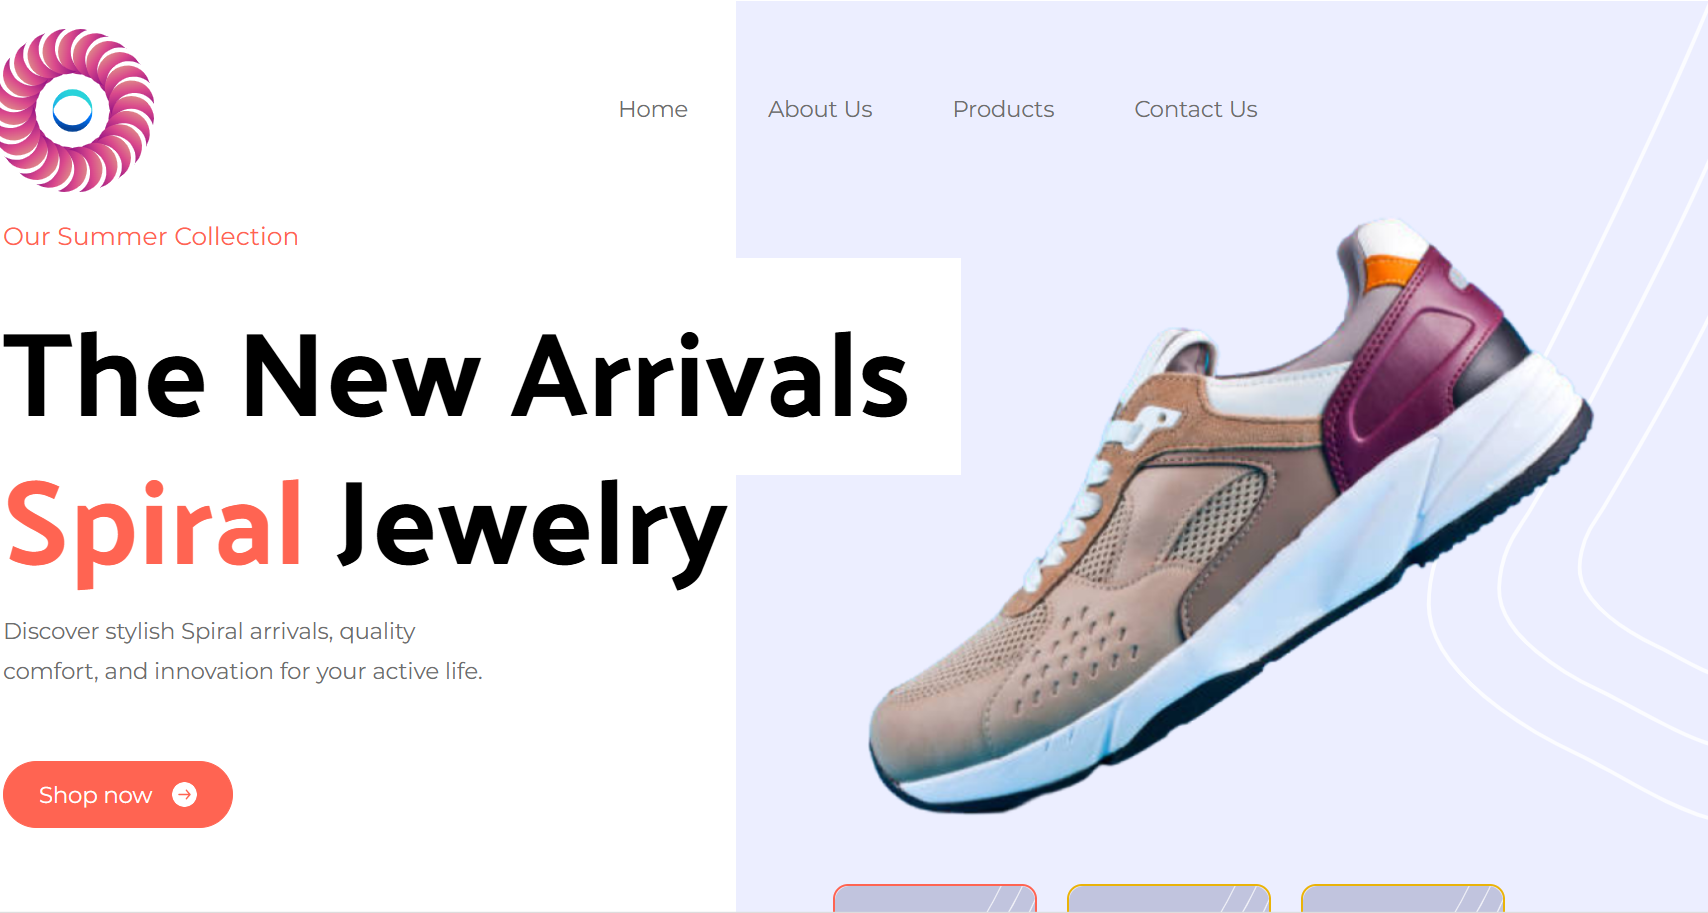 Home About Us Products Contact Us
Our Summer Collection
The New Arrivals
Spiral Jewelry
Discover stylish Spiral arrivals, quality
comfort, and innovation for your active life.
Shop now